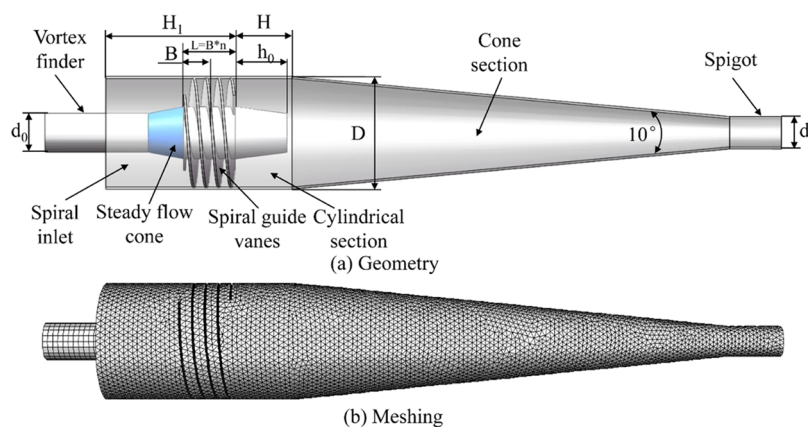 H₁
H
L=B*n
B
h₀
Vortex
finder
Cone
section
Spigot
d₀
D
10°
d
Spiral
inlet
Steady flow
cone
Spiral guide
vanes
Cylindrical
section
(a) Geometry
(b) Meshing